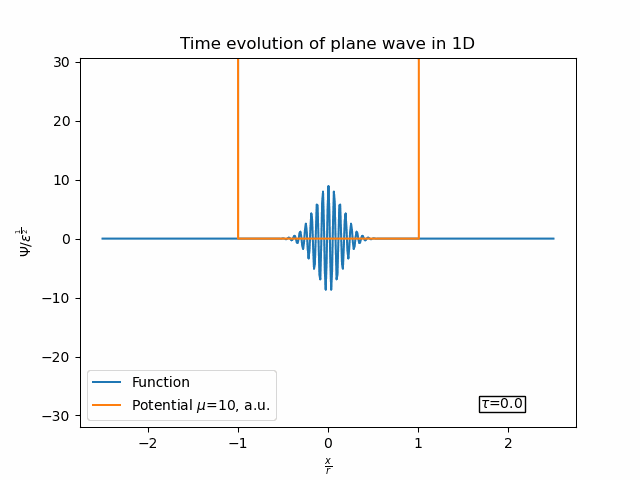 Time evolution of plane wave in 1D
30
20
10
0
−10
−20
−30
Ψ/ε^{1/2}
Function
Potential μ=10, a.u.
τ=0.0
−2 −1 0 1 2
x/r